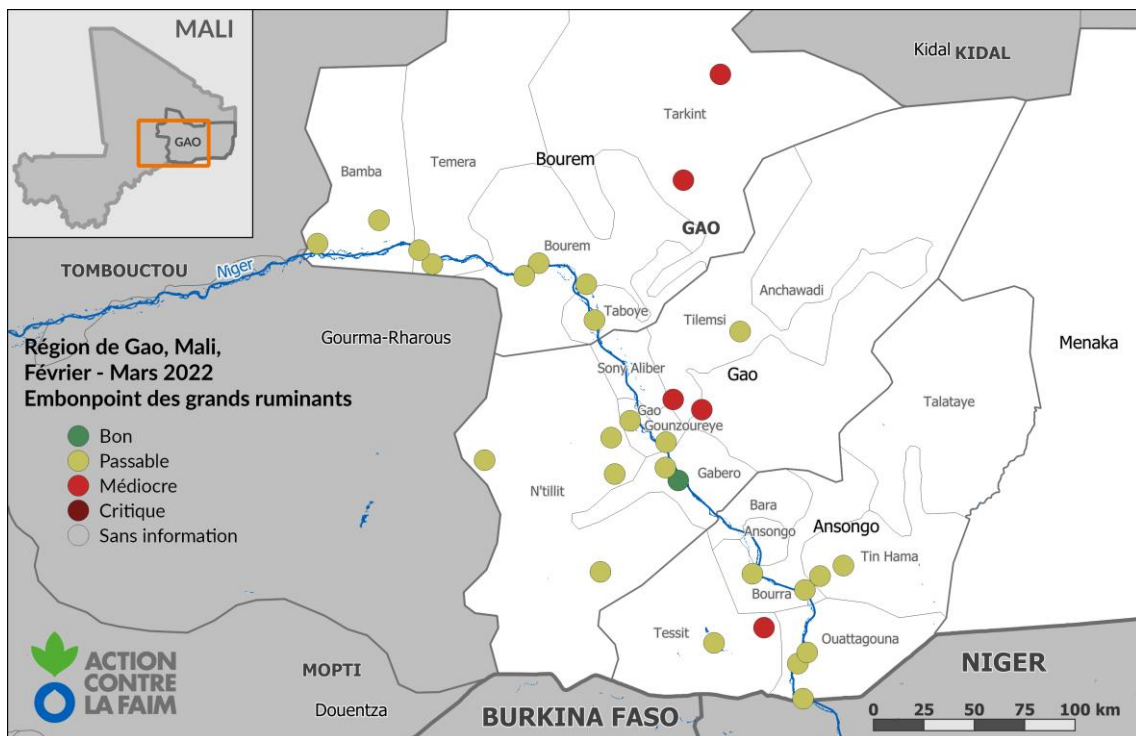 MALI
GAO
Kidal KIDAL
Tarkint
Bamba
Temera
Bourem
GAO
Bourem
TOMBOUCTOU
Niger
Anchawadi
Taboye
Tilemsi
Gourma-Rharous
Menaka
Région de Gao, Mali,
Février - Mars 2022
Embonpoint des grands ruminants
Bon
Passable
Médiocre
Critique
Sans information
Sony Aliber
Gao
Talataye
Gao
Gounzoureye
N'tillit
Gabero
Bara
Ansongo
Ansongo
Tin Hama
Bourra
Tessit
Ouattagouna
ACTION
CONTRE
LA FAIM
MOPTI
Douentza
BURKINA FASO
NIGER
0 25 50 75 100 km